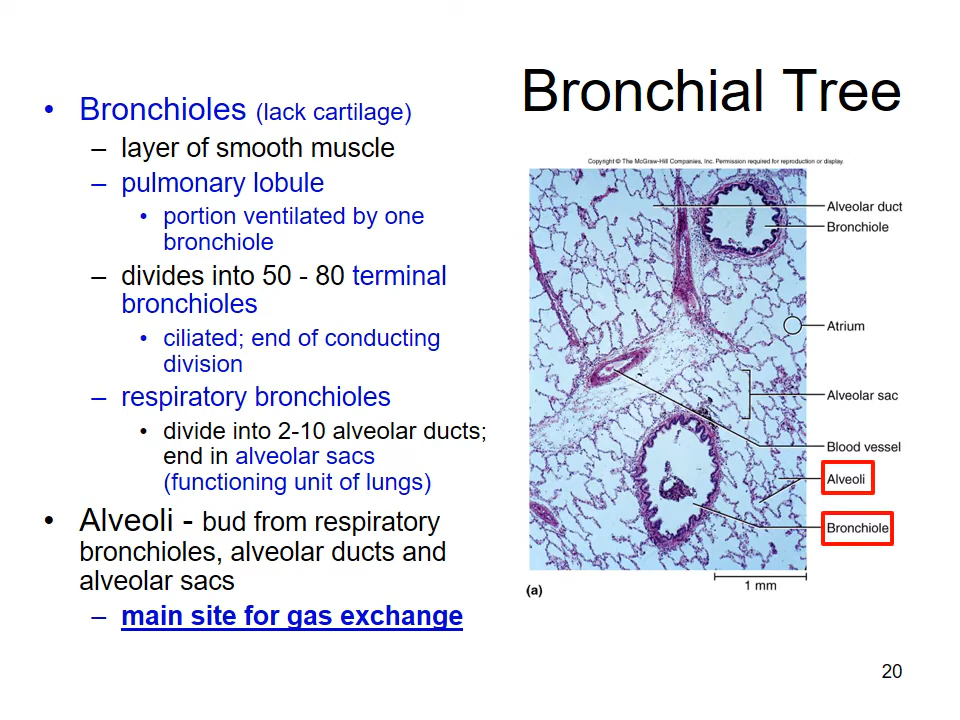 Bronchial Tree
• Bronchioles (lack cartilage)
– layer of smooth muscle
– pulmonary lobule
• portion ventilated by one
bronchiole
– divides into 50 - 80 terminal
bronchioles
• ciliated; end of conducting
division
– respiratory bronchioles
• divide into 2-10 alveolar ducts;
end in alveolar sacs
(functioning unit of lungs)
• Alveoli - bud from respiratory
bronchioles, alveolar ducts and
alveolar sacs
– main site for gas exchange
Copyright © The McGraw-Hill Companies, Inc. Permission required for reproduction or display.
Alveolar duct
Bronchiole
Atrium
Alveolar sac
Blood vessel
Alveoli
Bronchiole
1 mm
(a)
20